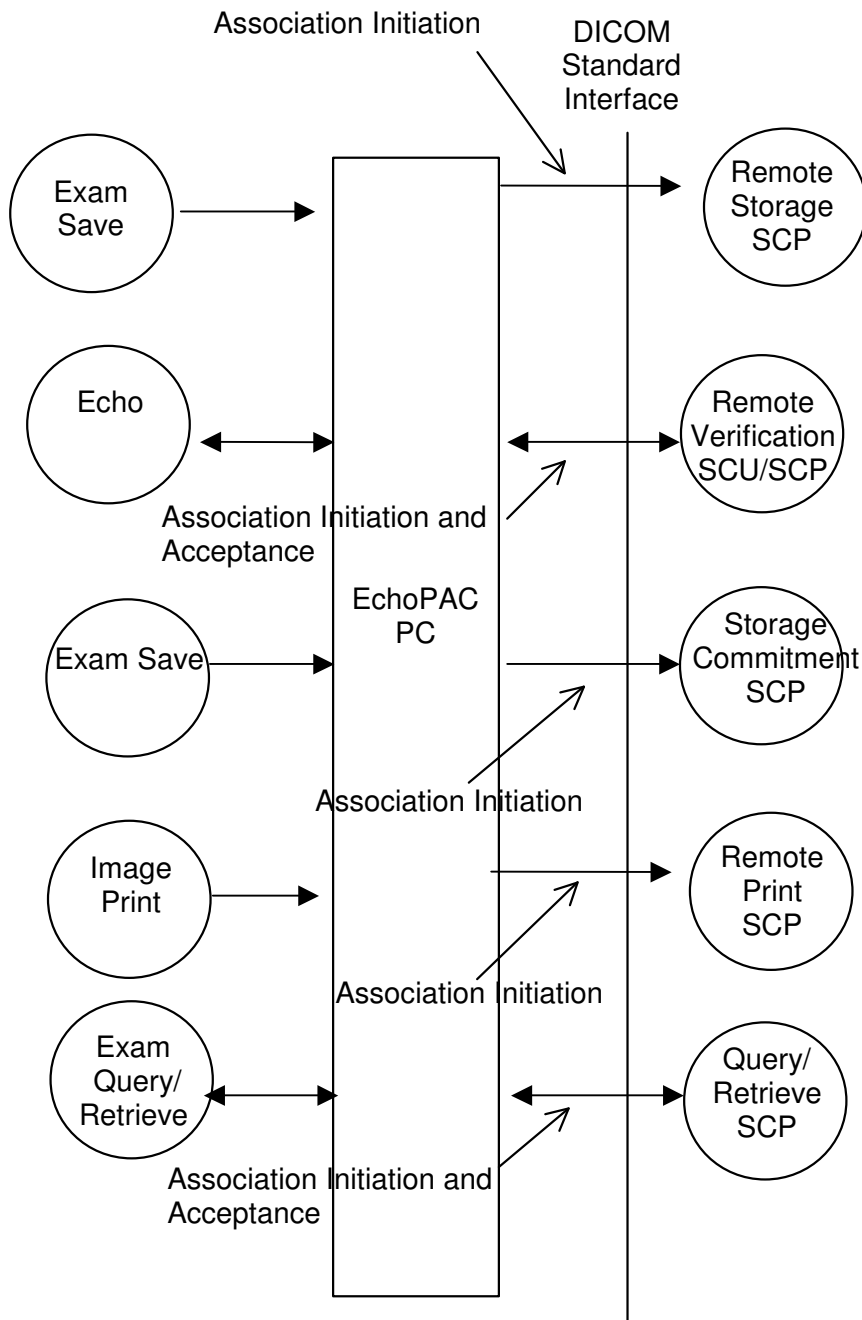 Association Initiation
DICOM
Standard
Interface
Exam
Save
Remote
Storage
SCP
Echo
Remote
Verification
SCU/SCP
Association Initiation and
Acceptance
EchoPAC
PC
Exam Save
Storage
Commitment
SCP
Association Initiation
Image
Print
Remote
Print
SCP
Association Initiation
Exam
Query/
Retrieve
Query/
Retrieve
SCP
Association Initiation and
Acceptance